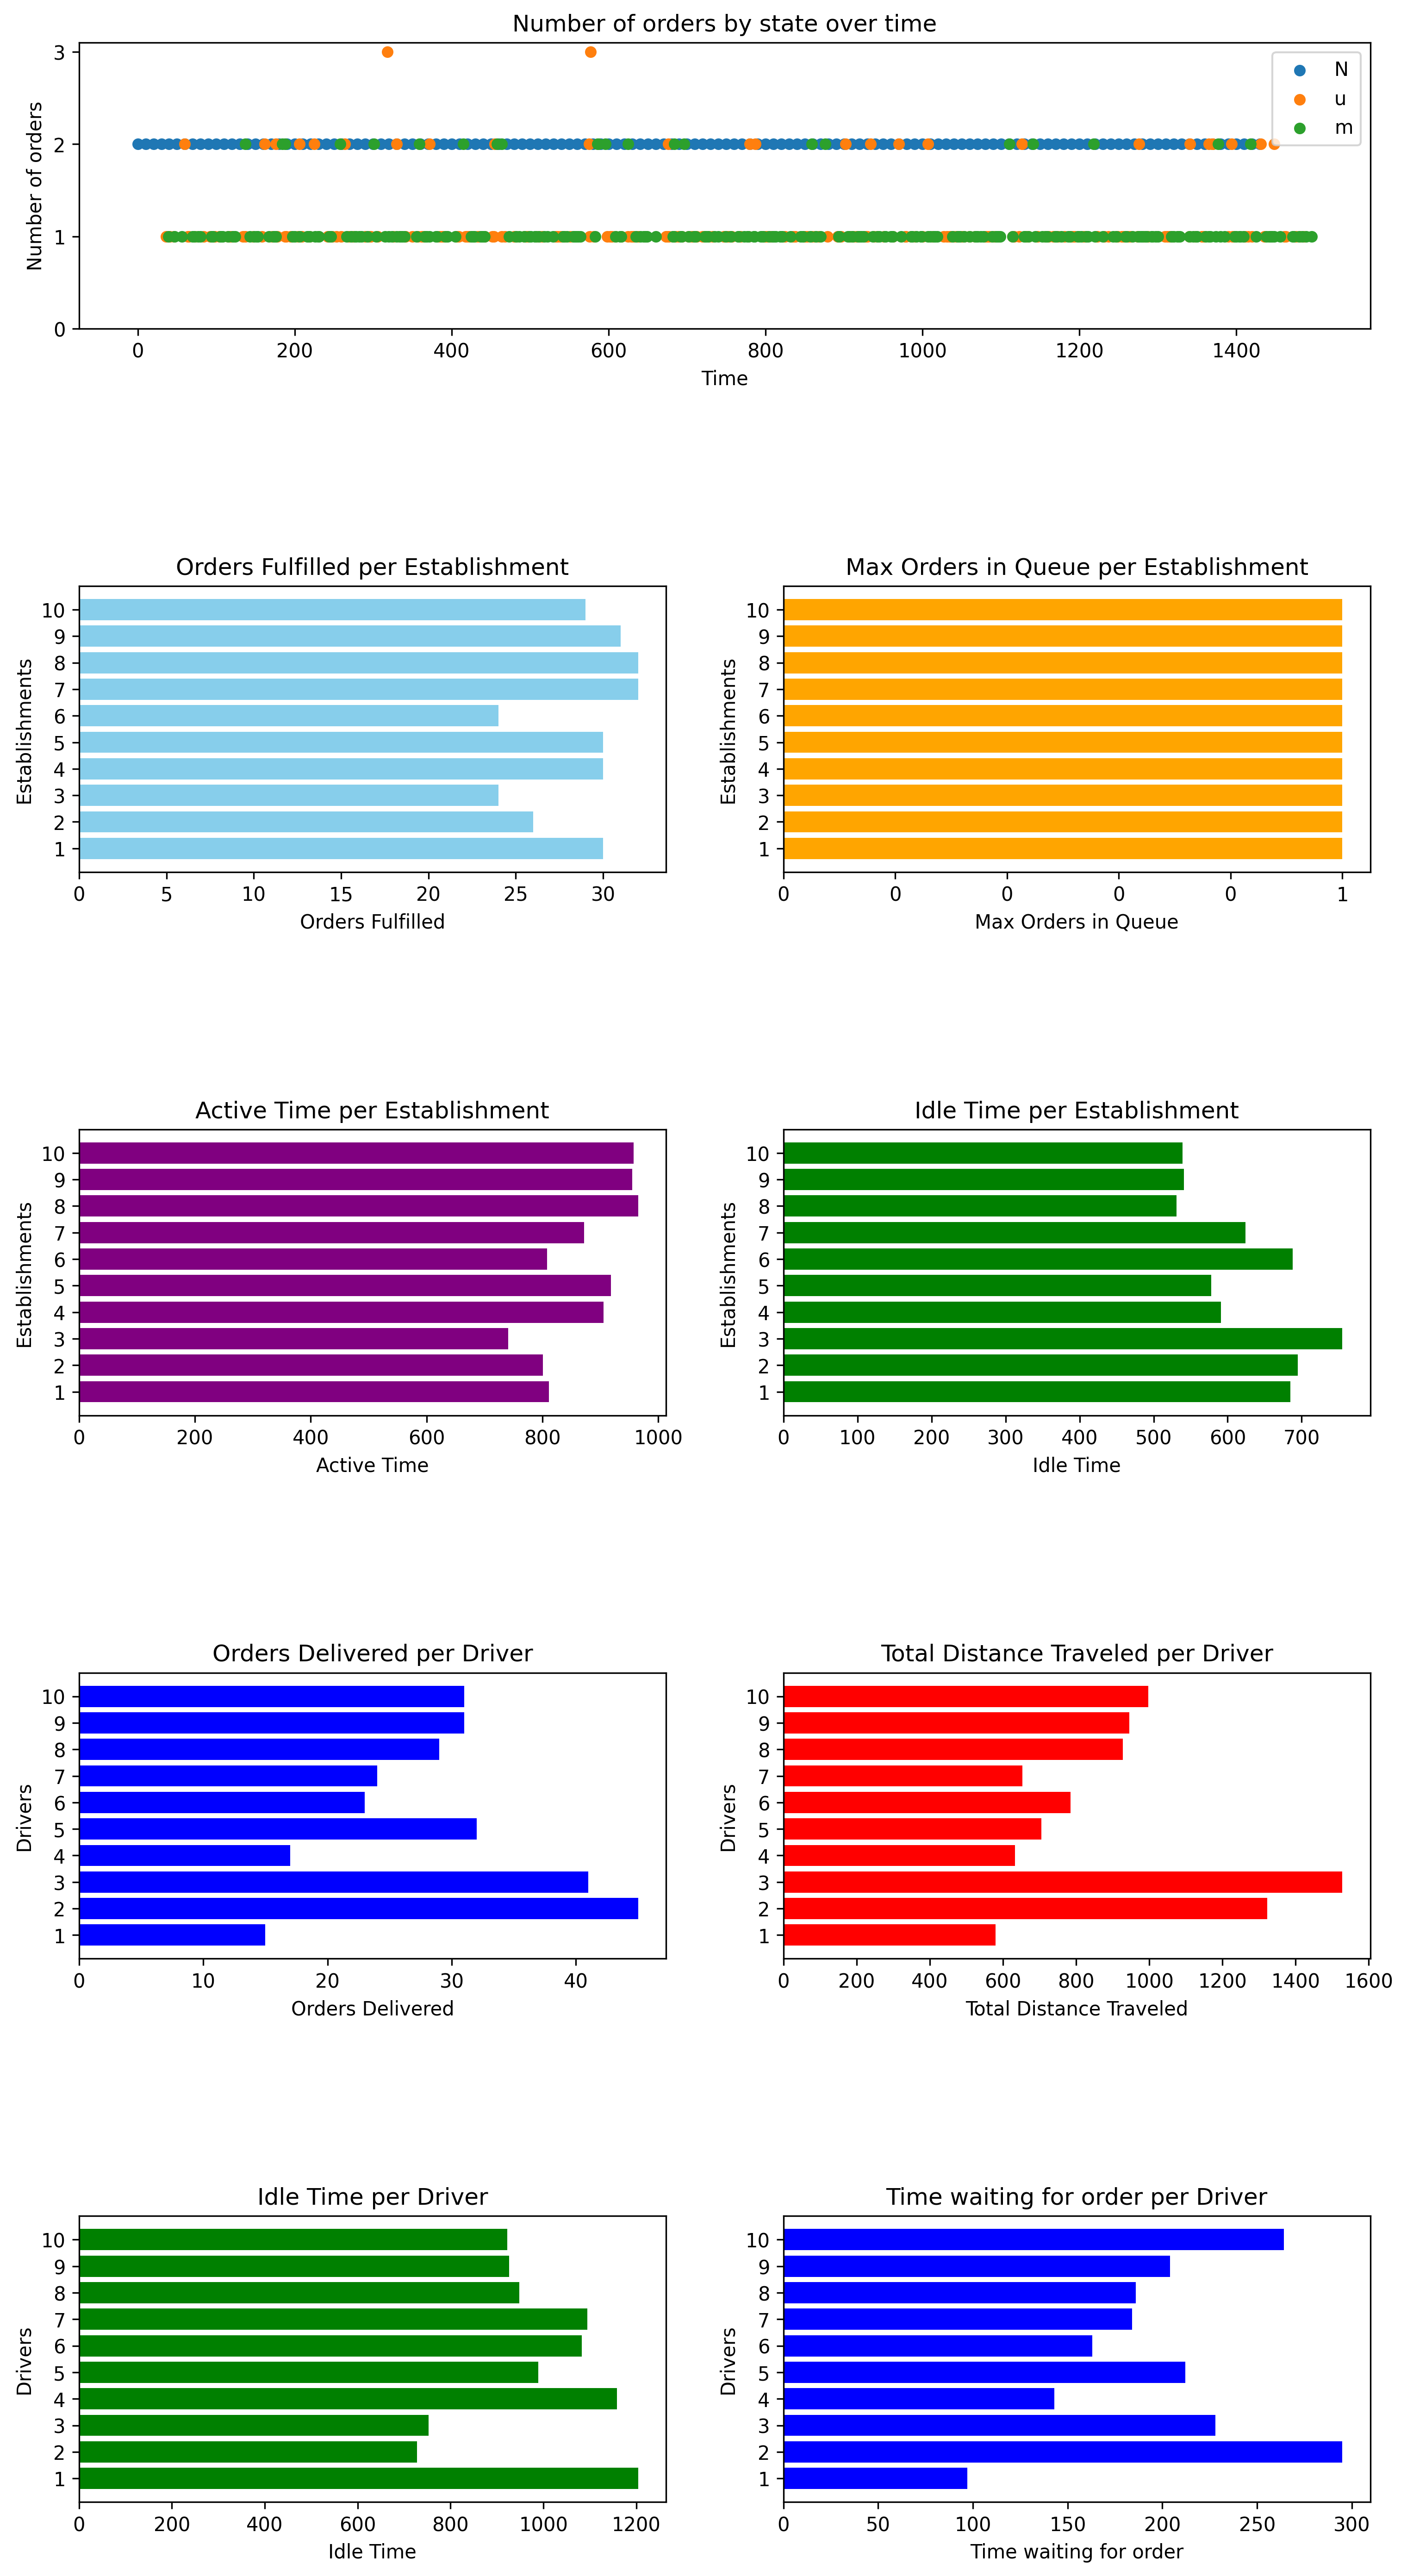 Number of orders by state over time
Number of orders
3
2
1
0
N
u
m
0 200 400 600 800 1000 1200 1400
Time
Orders Fulfilled per Establishment
Establishments
10
9
8
7
6
5
4
3
2
1
0 5 10 15 20 25 30
Orders Fulfilled
Max Orders in Queue per Establishment
Establishments
10
9
8
7
6
5
4
3
2
1
0 0 0 0 0 1
Max Orders in Queue
Active Time per Establishment
Establishments
10
9
8
7
6
5
4
3
2
1
0 200 400 600 800 1000
Active Time
Idle Time per Establishment
Establishments
10
9
8
7
6
5
4
3
2
1
0 100 200 300 400 500 600 700
Idle Time
Orders Delivered per Driver
Drivers
10
9
8
7
6
5
4
3
2
1
0 10 20 30 40
Orders Delivered
Total Distance Traveled per Driver
Drivers
10
9
8
7
6
5
4
3
2
1
0 200 400 600 800 1000 1200 1400 1600
Total Distance Traveled
Idle Time per Driver
Drivers
10
9
8
7
6
5
4
3
2
1
0 200 400 600 800 1000 1200
Idle Time
Time waiting for order per Driver
Drivers
10
9
8
7
6
5
4
3
2
1
0 50 100 150 200 250 300
Time waiting for order